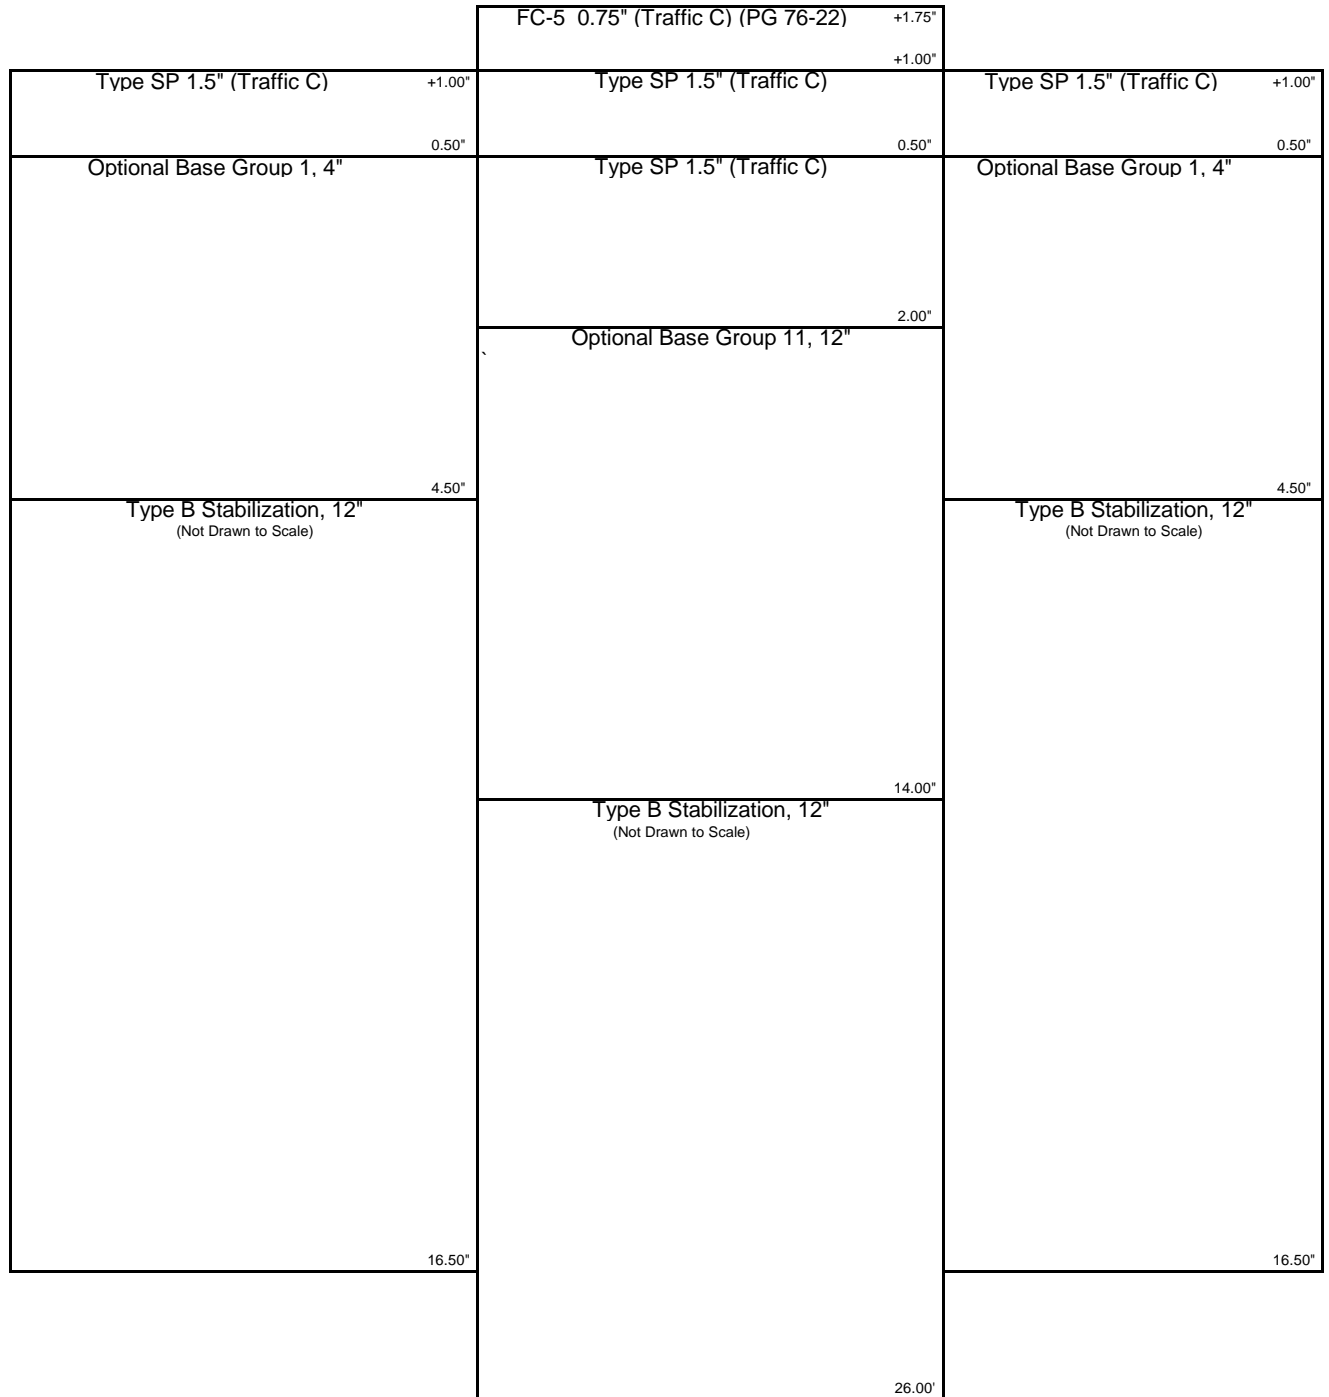 FC-5 0.75" (Traffic C) (PG 76-22) +1.75"
+1.00"
Type SP 1.5" (Traffic C) +1.00" Type SP 1.5" (Traffic C) Type SP 1.5" (Traffic C) +1.00"
0.50" 0.50" 0.50"
Optional Base Group 1, 4" Type SP 1.5" (Traffic C) Optional Base Group 1, 4"
2.00"
Optional Base Group 11, 12"
`
4.50" 4.50"
Type B Stabilization, 12" Type B Stabilization, 12"
(Not Drawn to Scale) (Not Drawn to Scale)
14.00"
Type B Stabilization, 12"
(Not Drawn to Scale)
16.50" 16.50"
26.00'